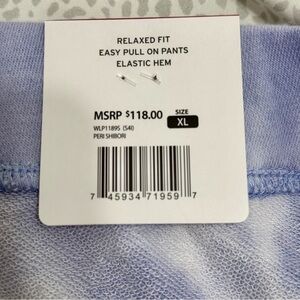 RELAXED FIT
EASY PULL ON PANTS
ELASTIC HEM
MSRP $118.00
SIZE
XL
WLP11895 (S4I)
PERI SHIBORI
7 45934 71959 7